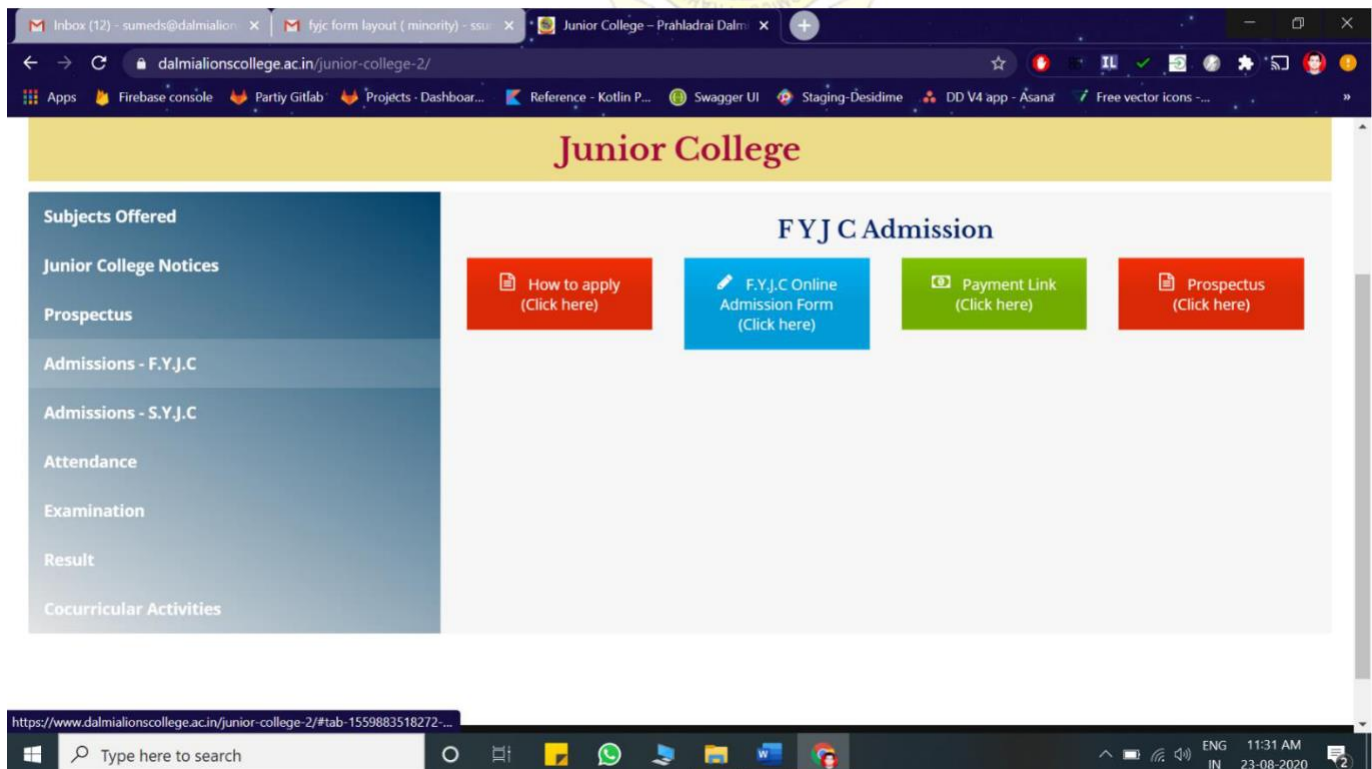 Inbox (12) - sumeds@dalmialion
fyjc form layout ( minority) - ssu
Junior College – Prahladrai Dalm
dalmialionscollege.ac.in/junior-college-2/
Apps Firebase console Partiy Gitlab Projects · Dashboar... Reference - Kotlin P... Swagger UI Staging-Desidime DD V4 app - Asana Free vector icons -... »
Junior College
Subjects Offered
Junior College Notices
Prospectus
Admissions - F.Y.J.C
Admissions - S.Y.J.C
Attendance
Examination
Result
Cocurricular Activities
F Y J C Admission
How to apply
(Click here)
F.Y.J.C Online
Admission Form
(Click here)
Payment Link
(Click here)
Prospectus
(Click here)
https://www.dalmialionscollege.ac.in/junior-college-2/#tab-1559883518272-...
Type here to search
ENG
IN
11:31 AM
23-08-2020
2